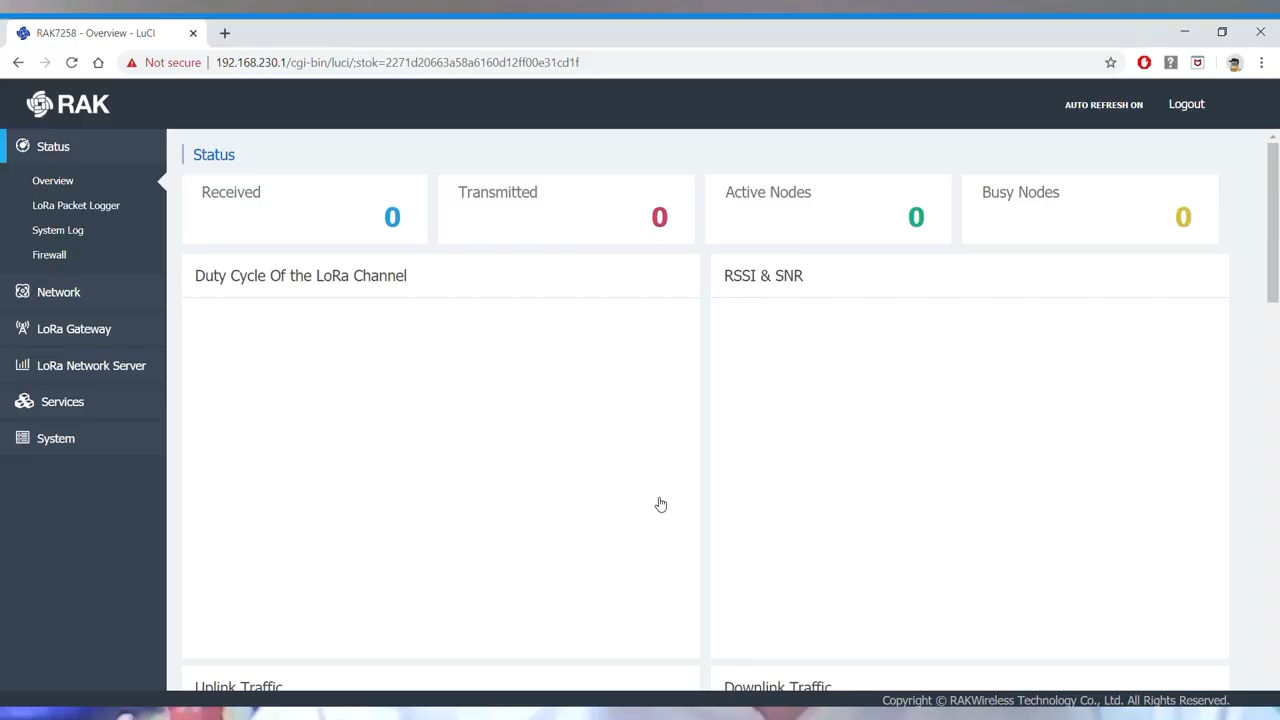 RAK7258 - Overview - LuCI
Not secure
192.168.230.1/cgi-bin/luci/;stok=2271d206c6a58a6160d12ff00e31cd1f
RAK
AUTO REFRESH ON
Logout
Status
Overview
LoRa Packet Logger
System Log
Firewall
Network
LoRa Gateway
LoRa Network Server
Services
System
Status
Received
0
Transmitted
0
Active Nodes
0
Busy Nodes
0
Duty Cycle Of the LoRa Channel
RSSI & SNR
Uplink Traffic
Downlink Traffic
Copyright © RAKWireless Technology Co., Ltd. All Rights Reserved.